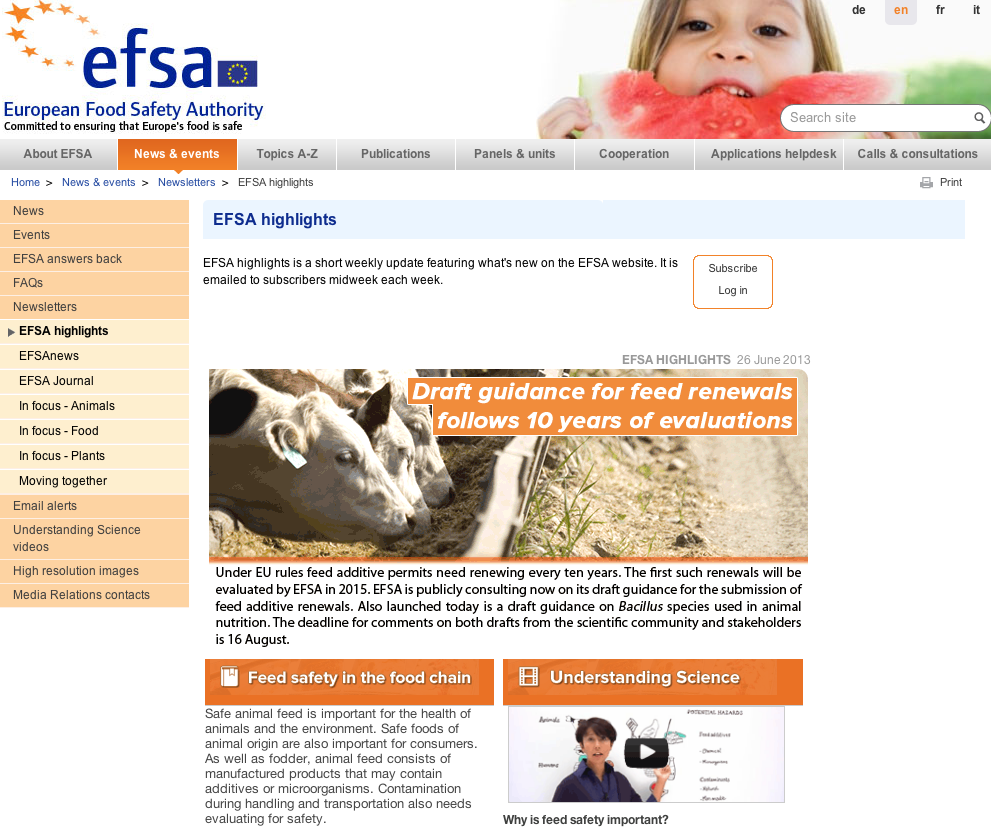 de en fr it
efsa
European Food Safety Authority
Committed to ensuring that Europe's food is safe
Search site
About EFSA News & events Topics A-Z Publications Panels & units Cooperation Applications helpdesk Calls & consultations
Home > News & events > Newsletters > EFSA highlights
Print
News
Events
EFSA answers back
FAQs
Newsletters
EFSA highlights
EFSAnews
EFSA Journal
In focus - Animals
In focus - Food
In focus - Plants
Moving together
Email alerts
Understanding Science
videos
High resolution images
Media Relations contacts
EFSA highlights
EFSA highlights is a short weekly update featuring what's new on the EFSA website. It is
emailed to subscribers midweek each week.
Subscribe
Log in
EFSA HIGHLIGHTS 26 June 2013
Draft guidance for feed renewals
follows 10 years of evaluations
Under EU rules feed additive permits need renewing every ten years. The first such renewals will be
evaluated by EFSA in 2015. EFSA is publicly consulting now on its draft guidance for the submission of
feed additive renewals. Also launched today is a draft guidance on Bacillus species used in animal
nutrition. The deadline for comments on both drafts from the scientific community and stakeholders
is 16 August.
Feed safety in the food chain
Safe animal feed is important for the health of
animals and the environment. Safe foods of
animal origin are also important for consumers.
As well as fodder, animal feed consists of
manufactured products that may contain
additives or microorganisms. Contamination
during handling and transportation also needs
evaluating for safety.
Understanding Science
Animals
Humans
POTENTIAL HAZARDS
Feed additives
- Chemical
Contaminants
Why is feed safety important?